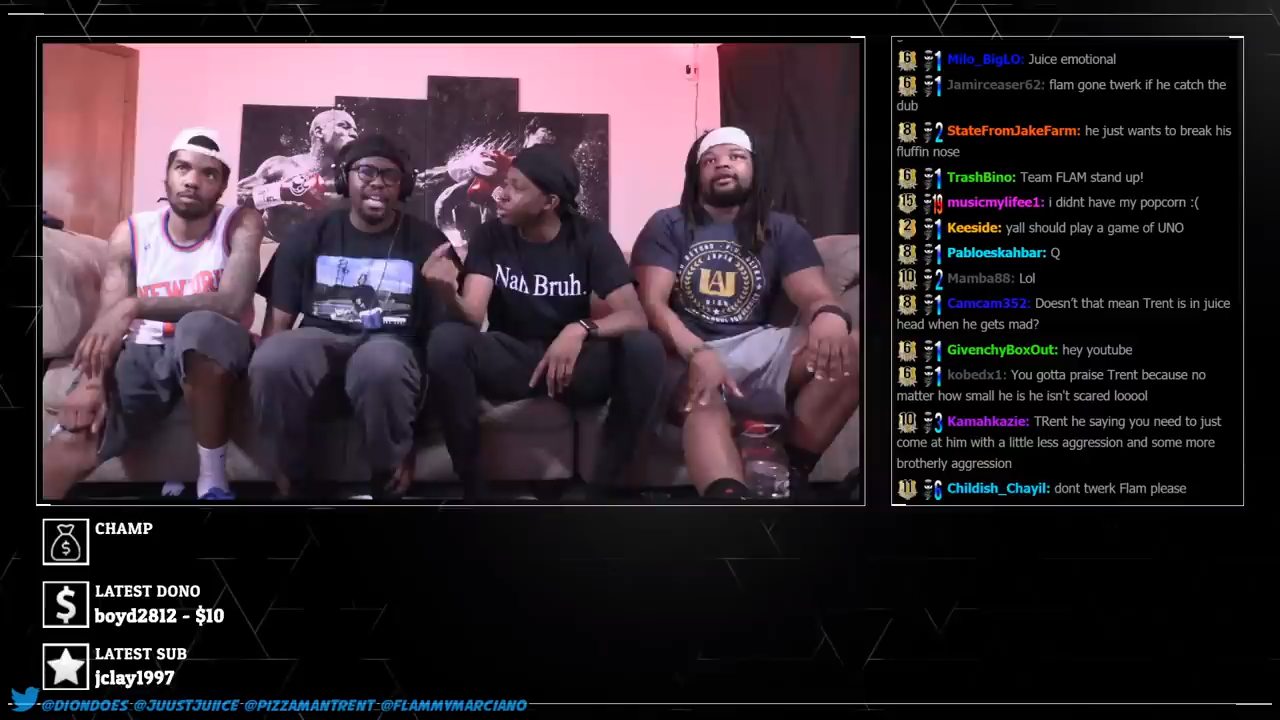 NEW YORK
Nah Bruh.
JAPAN
Milo_BigLO: Juice emotional
Jamirceaser62: flam gone twerk if he catch the
dub
StateFromJakeFarm: he just wants to break his
fluffin nose
TrashBino: Team FLAM stand up!
musicmylifee1: i didnt have my popcorn :(
Keeside: yall should play a game of UNO
Pabloeskahbar: Q
Mamba88: Lol
Camcam352: Doesn't that mean Trent is in juice
head when he gets mad?
GivenchyBoxOut: hey youtube
kobedx1: You gotta praise Trent because no
matter how small he is he isn't scared looool
Kamahkazie: TRent he saying you need to just
come at him with a little less aggression and some more
brotherly aggression
Childish_Chayil: dont twerk Flam please
CHAMP
LATEST DONO
boyd2812 - $10
LATEST SUB
jclay1997
@DIONDOES @JUUSTJUIICE @PIZZAMANTRENT @FLAMMYMARCIANO